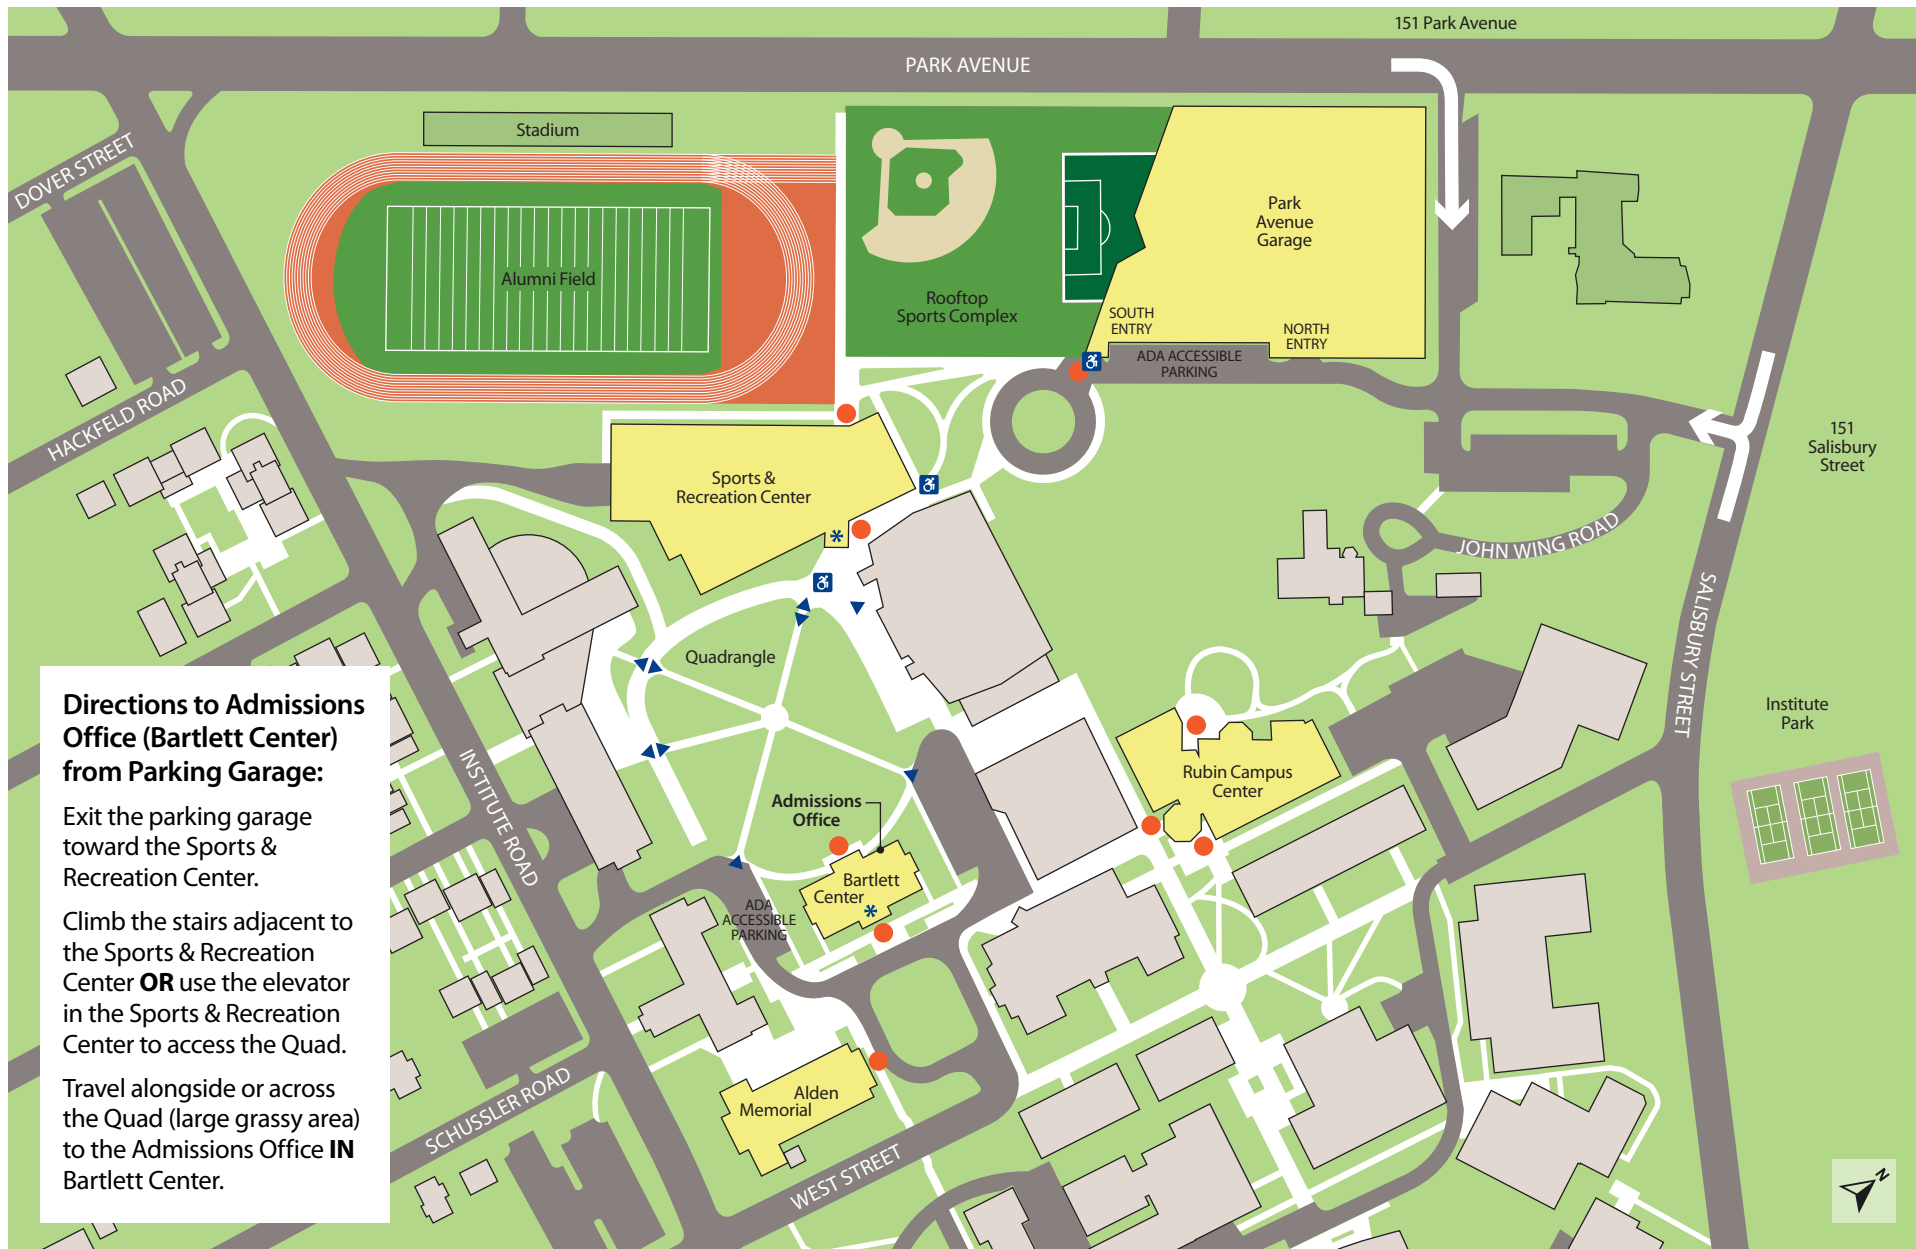 151 Park Avenue
PARK AVENUE
Stadium
DOVER STREET
Park
Avenue
Garage
Alumni Field
Rooftop
Sports Complex
SOUTH
ENTRY
NORTH
ENTRY
ADA ACCESSIBLE
PARKING
HACKFELD ROAD
151
Salisbury
Street
Sports &
Recreation Center
*
JOHN WING ROAD
SALISBURY STREET
Quadrangle
Institute
Park
Directions to Admissions
Office (Bartlett Center)
from Parking Garage:
Exit the parking garage
toward the Sports &
Recreation Center.
Climb the stairs adjacent to
the Sports & Recreation
Center OR use the elevator
in the Sports & Recreation
Center to access the Quad.
Travel alongside or across
the Quad (large grassy area)
to the Admissions Office IN
Bartlett Center.
INSTITUTE ROAD
Rubin Campus
Center
Admissions
Office
Bartlett
Center
*
ADA
ACCESSIBLE
PARKING
SCHUSSLER ROAD
Alden
Memorial
WEST STREET
N